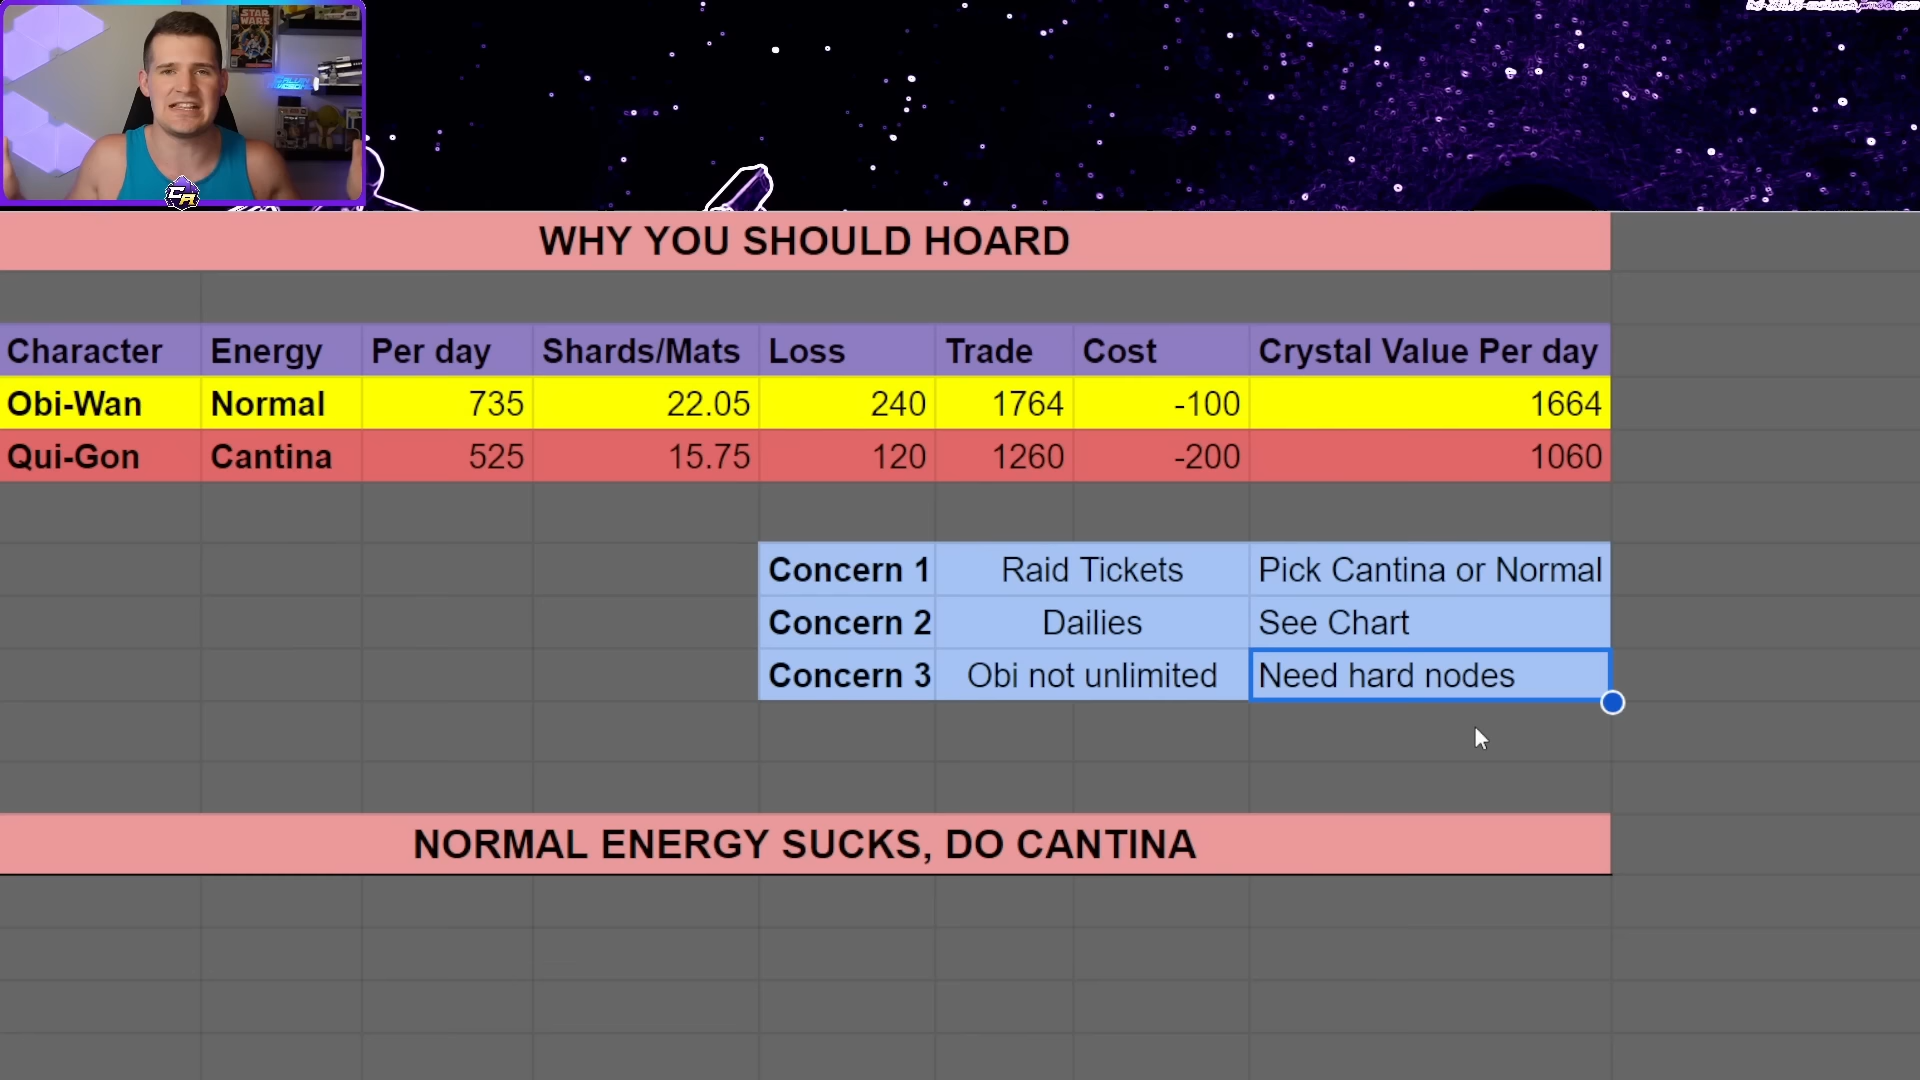 STAR WARS
WHY YOU SHOULD HOARD
Character Energy Per day Shards/Mats Loss Trade Cost Crystal Value Per day
Obi-Wan Normal 735 22.05 240 1764 -100 1664
Qui-Gon Cantina 525 15.75 120 1260 -200 1060
Concern 1 Raid Tickets Pick Cantina or Normal
Concern 2 Dailies See Chart
Concern 3 Obi not unlimited Need hard nodes
NORMAL ENERGY SUCKS, DO CANTINA